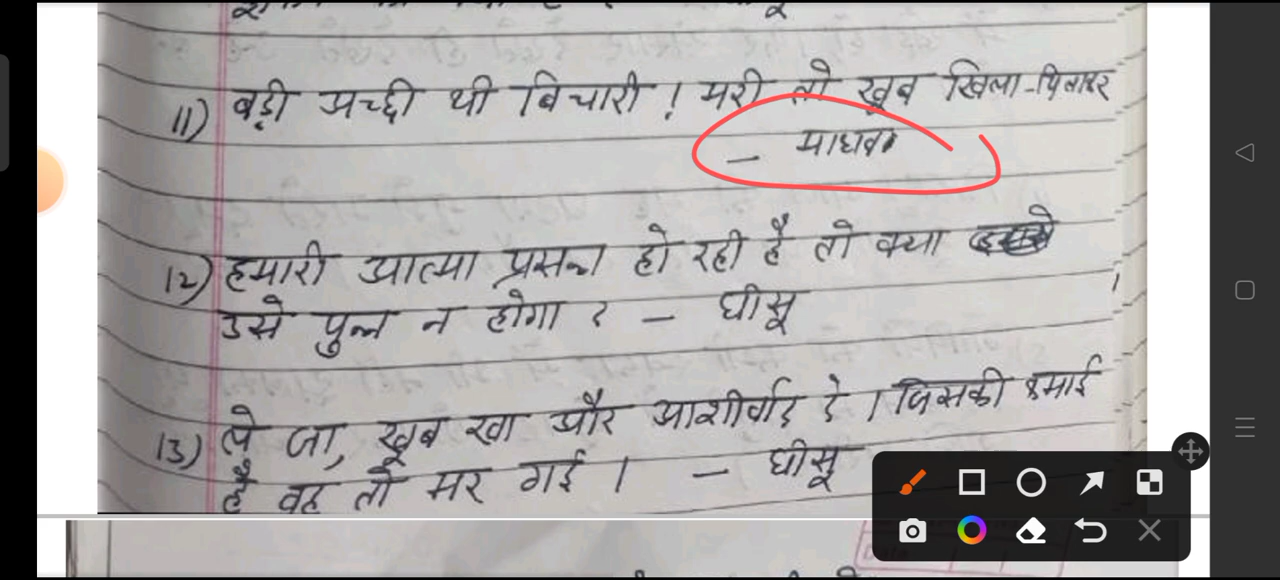 11) बड़ी अच्छी थी बिचारी ! मरी तो खूब खिला-पिलाकर
— माधव
12) हमारी आत्मा प्रसन्न हो रही है तो क्या
उसे पुन्न न होगा ? — घीसू
13) ले जा, खूब खा और आशीर्वाद दे । जिसकी कमाई
है वह तो मर गई । — घीसू